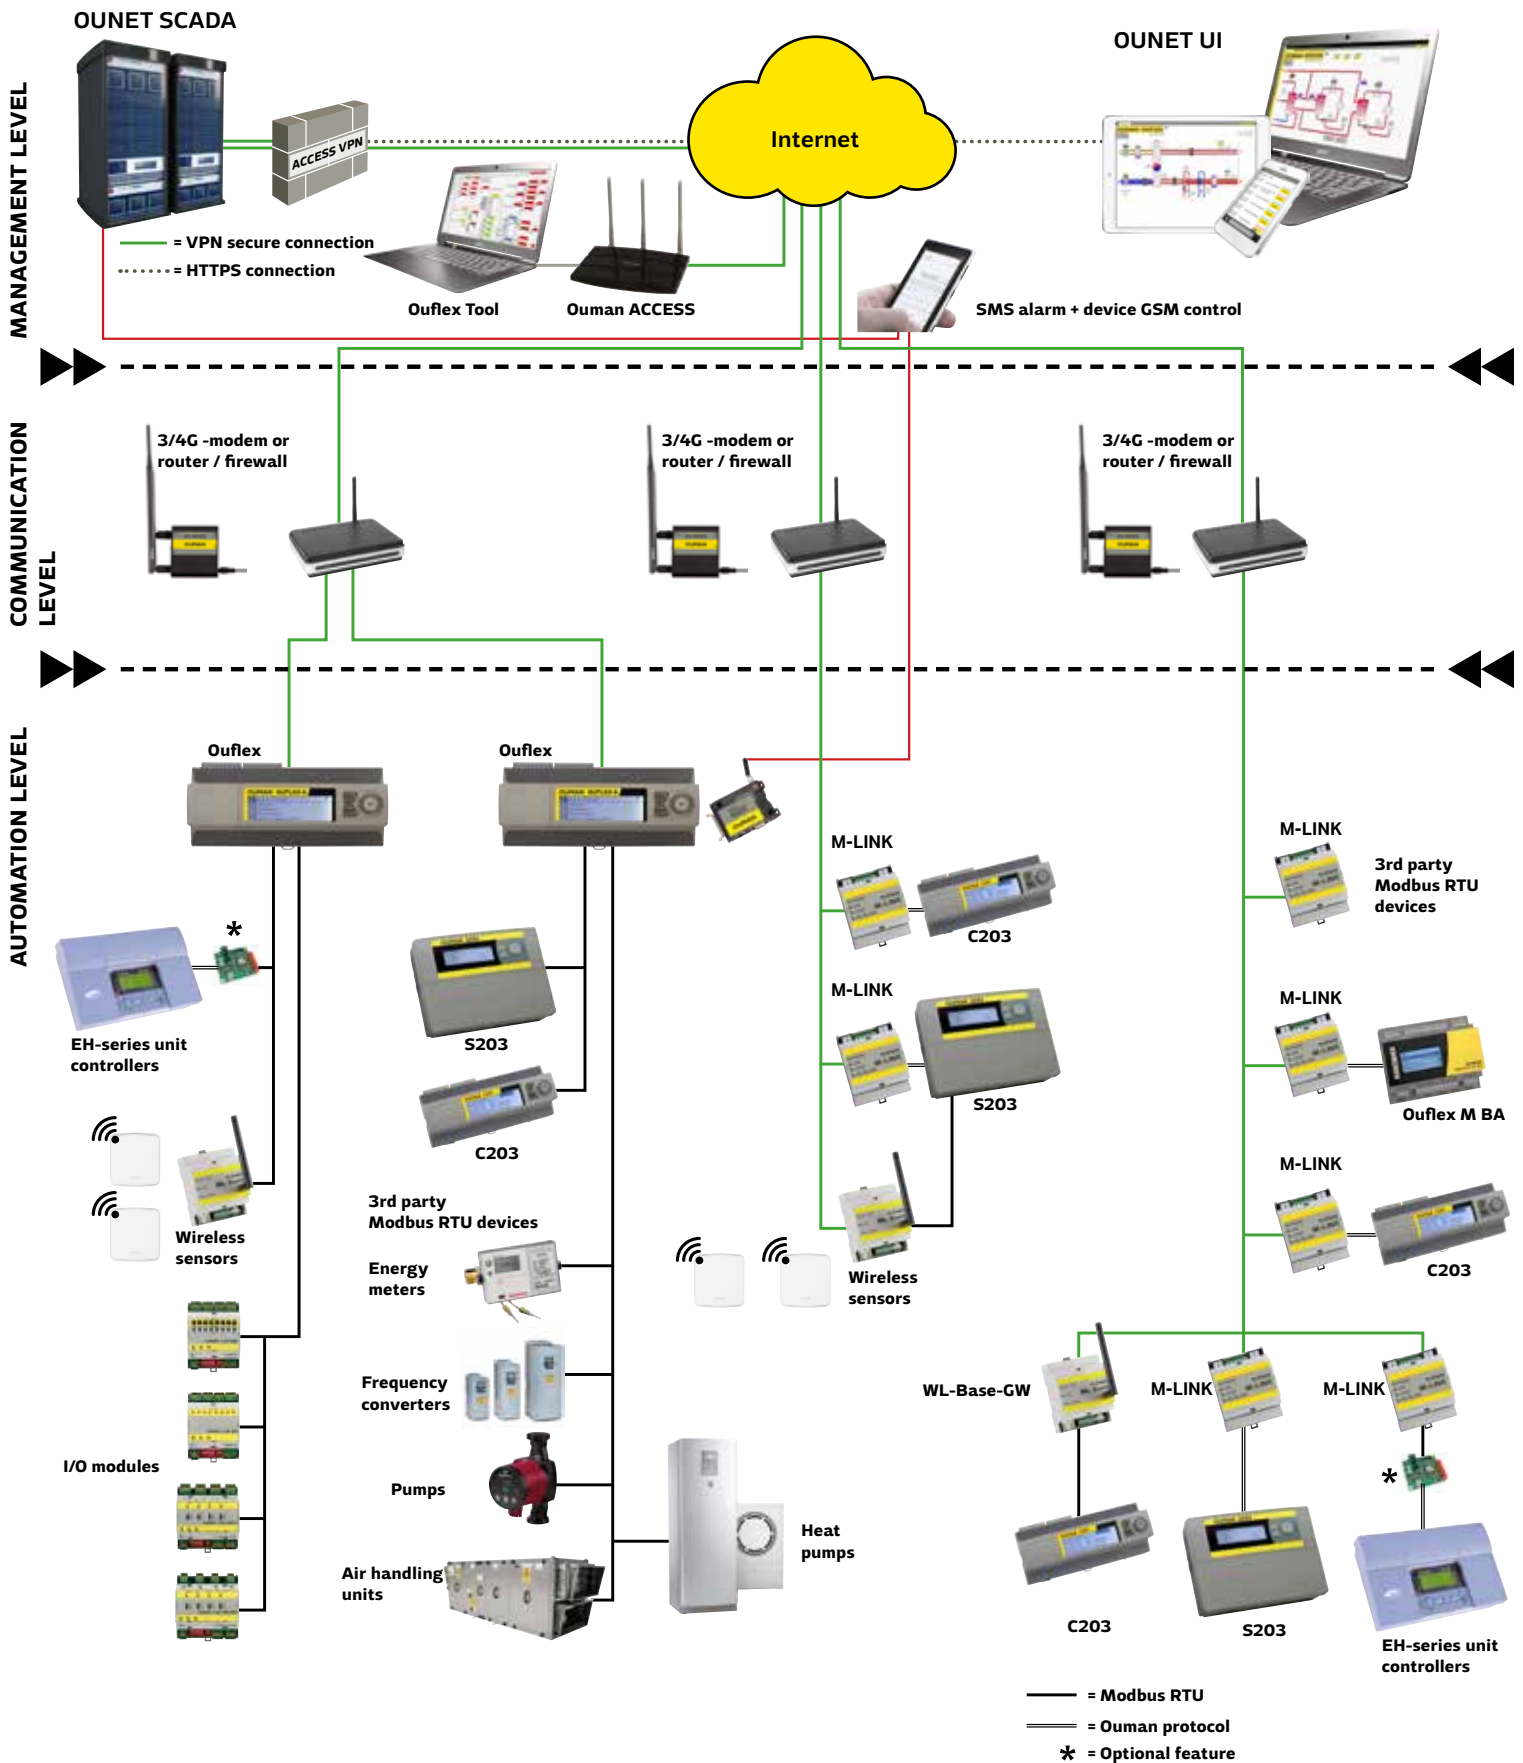 OUNET SCADA
OUNET UI
MANAGEMENT LEVEL
Internet
ACCESS VPN
= VPN secure connection
= HTTPS connection
Ouflex Tool
Ouman ACCESS
SMS alarm + device GSM control
COMMUNICATION
LEVEL
3/4G -modem or
router / firewall
3/4G -modem or
router / firewall
3/4G -modem or
router / firewall
AUTOMATION LEVEL
Ouflex
Ouflex
M-LINK
C203
M-LINK
3rd party
Modbus RTU
devices
*
EH-series unit
controllers
S203
M-LINK
S203
M-LINK
Ouflex M BA
C203
M-LINK
C203
Wireless
sensors
3rd party
Modbus RTU devices
Energy
meters
Wireless
sensors
Frequency
converters
WL-Base-GW
M-LINK
M-LINK
I/O modules
Pumps
*
Heat
pumps
Air handling
units
C203
S203
EH-series unit
controllers
= Modbus RTU
= Ouman protocol
* = Optional feature